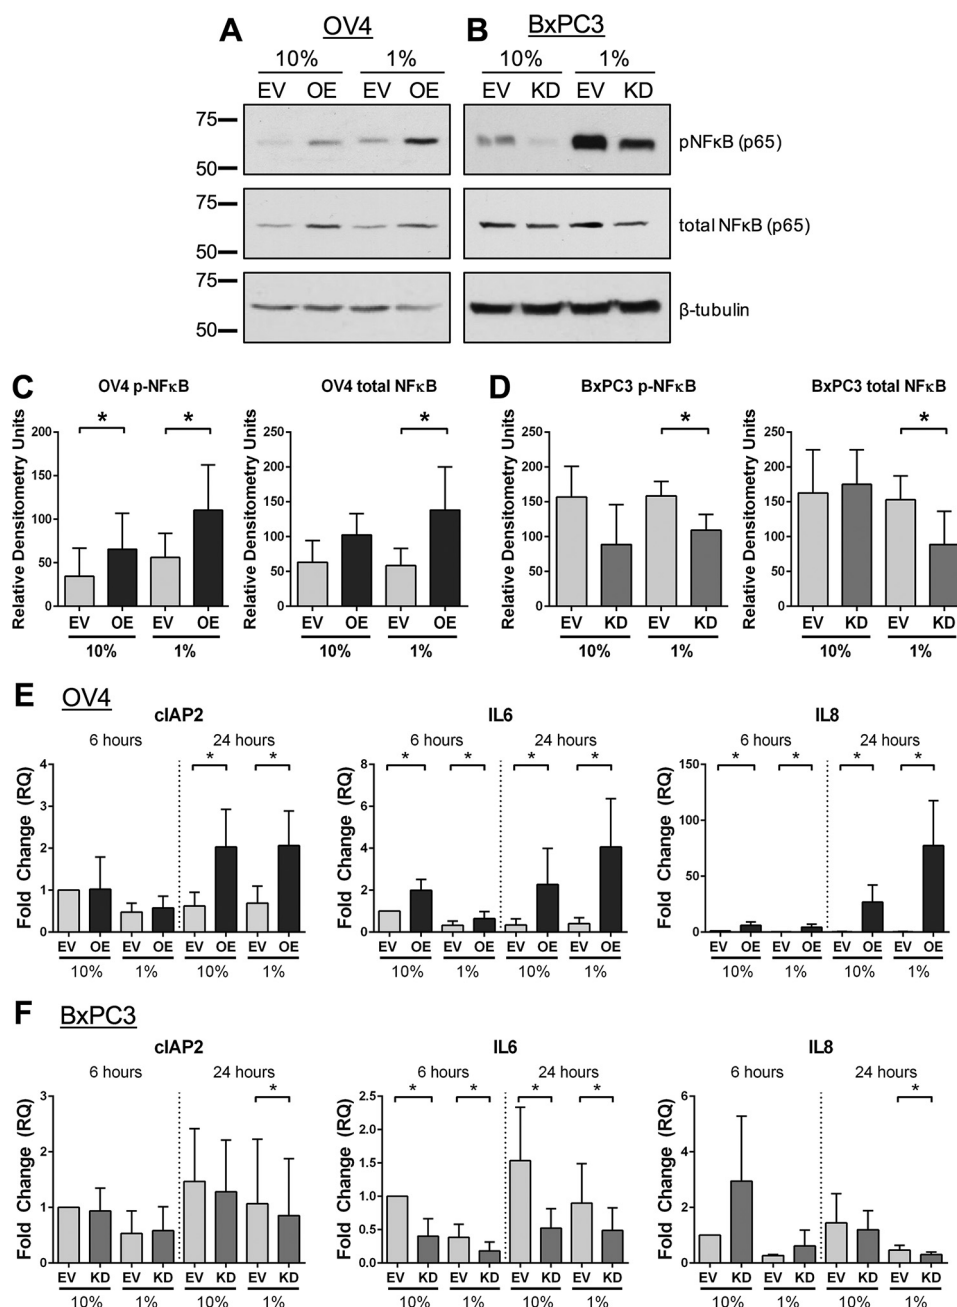 A OV4 B BxPC3
10% 1% 10% 1%
EV OE EV OE EV KD EV KD
75
50
pNFκB (p65)
75
50
total NFκB (p65)
75
50
β-tubulin
C OV4 p-NFκB OV4 total NFκB D BxPC3 p-NFκB BxPC3 total NFκB
Relative Densitometry Units
200
150
100
50
0
* *
EV OE EV OE
10% 1%
Relative Densitometry Units
250
200
150
100
50
0
*
EV OE EV OE
10% 1%
Relative Densitometry Units
250
200
150
100
50
0
*
EV KD EV KD
10% 1%
Relative Densitometry Units
250
200
150
100
50
0
*
EV KD EV KD
10% 1%
E OV4
cIAP2
6 hours 24 hours
* *
Fold Change (RQ)
4
3
2
1
0
EV OE EV OE EV OE EV OE
10% 1% 10% 1%
IL6
6 hours 24 hours
* * * *
Fold Change (RQ)
8
6
4
2
0
EV OE EV OE EV OE EV OE
10% 1% 10% 1%
IL8
6 hours 24 hours
* * * *
Fold Change (RQ)
150
100
50
0
EV OE EV OE EV OE EV OE
10% 1% 10% 1%
F BxPC3
cIAP2
6 hours 24 hours
*
Fold Change (RQ)
3
2
1
0
EV KD EV KD EV KD EV KD
10% 1% 10% 1%
IL6
6 hours 24 hours
* * * *
Fold Change (RQ)
2.5
2.0
1.5
1.0
0.5
0.0
EV KD EV KD EV KD EV KD
10% 1% 10% 1%
IL8
6 hours 24 hours
*
Fold Change (RQ)
6
4
2
0
EV KD EV KD EV KD EV KD
10% 1% 10% 1%